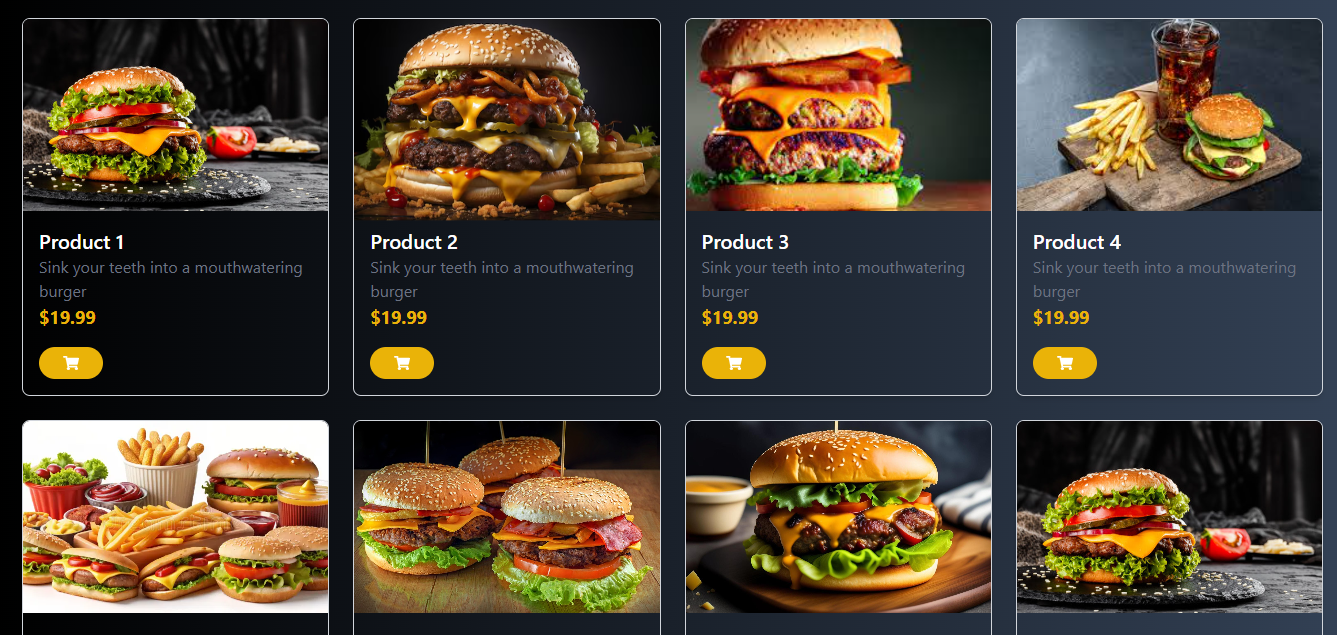 Product 1
Sink your teeth into a mouthwatering
burger
$19.99
Product 2
Sink your teeth into a mouthwatering
burger
$19.99
Product 3
Sink your teeth into a mouthwatering
burger
$19.99
Product 4
Sink your teeth into a mouthwatering
burger
$19.99